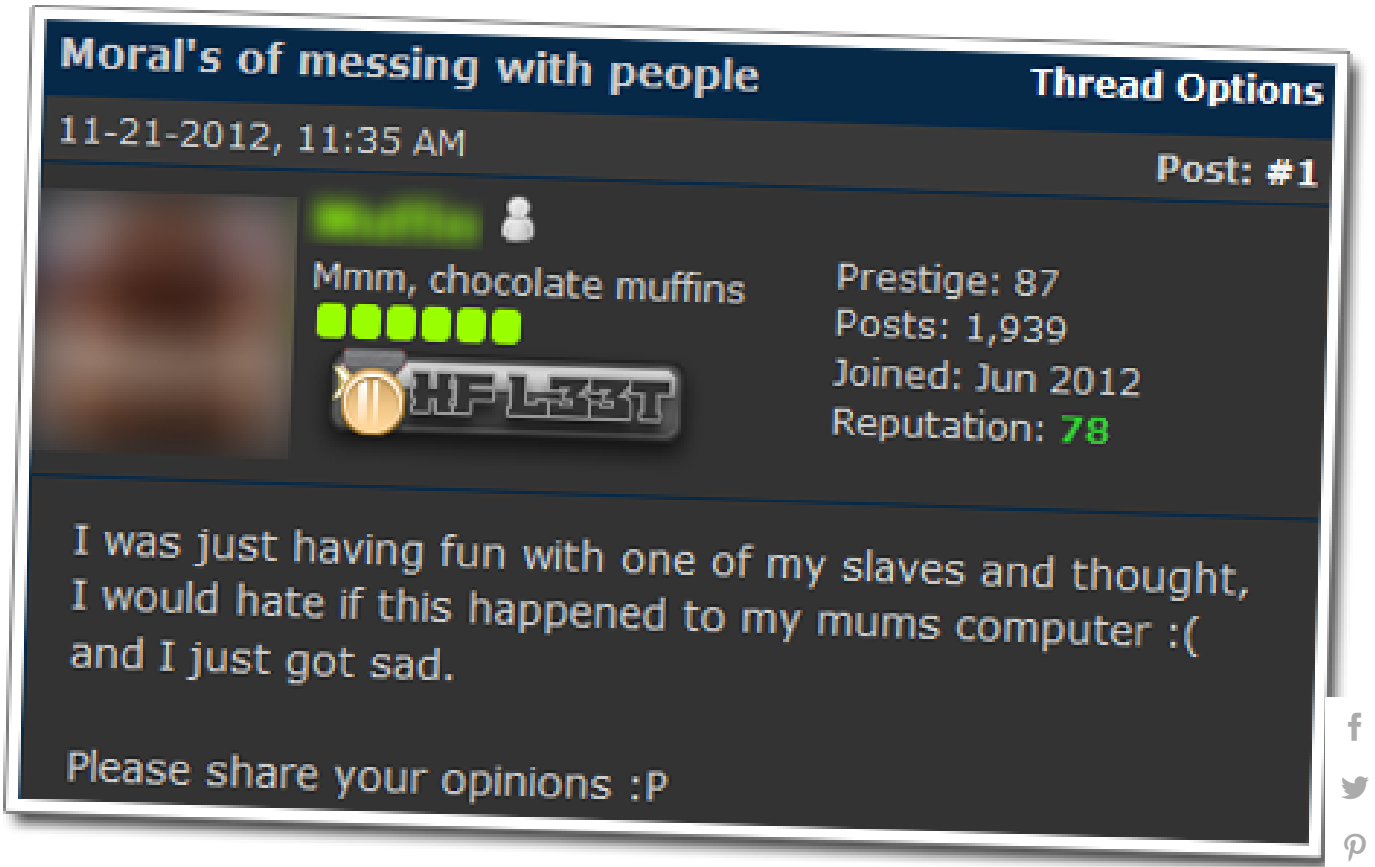 Moral's of messing with people
Thread Options
11-21-2012, 11:35 AM
Post: #1
Mmm, chocolate muffins
HF L33T
Prestige: 87
Posts: 1,939
Joined: Jun 2012
Reputation: 78
I was just having fun with one of my slaves and thought,
I would hate if this happened to my mums computer :(
and I just got sad.
Please share your opinions :P